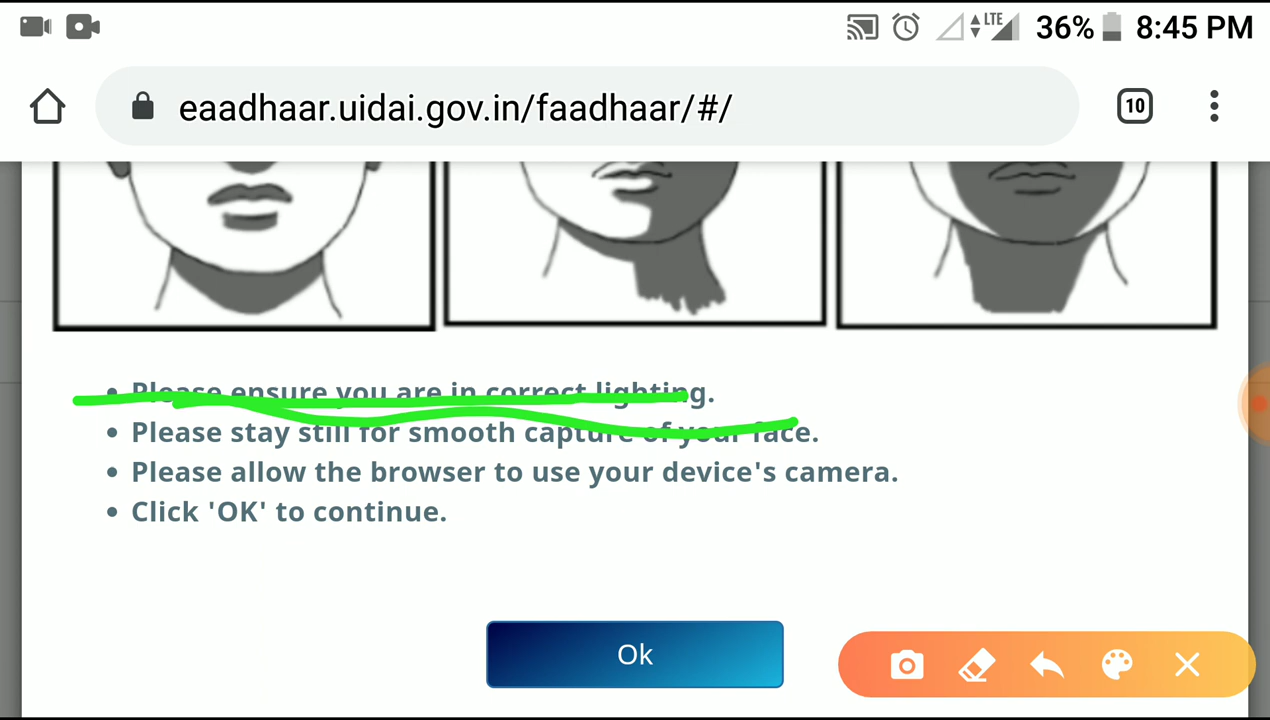 LTE 36% 8:45 PM
eaadhaar.uidai.gov.in/faadhaar/#/ 10
Please ensure you are in correct lighting.
Please stay still for smooth capture of your face.
Please allow the browser to use your device's camera.
Click 'OK' to continue.
Ok